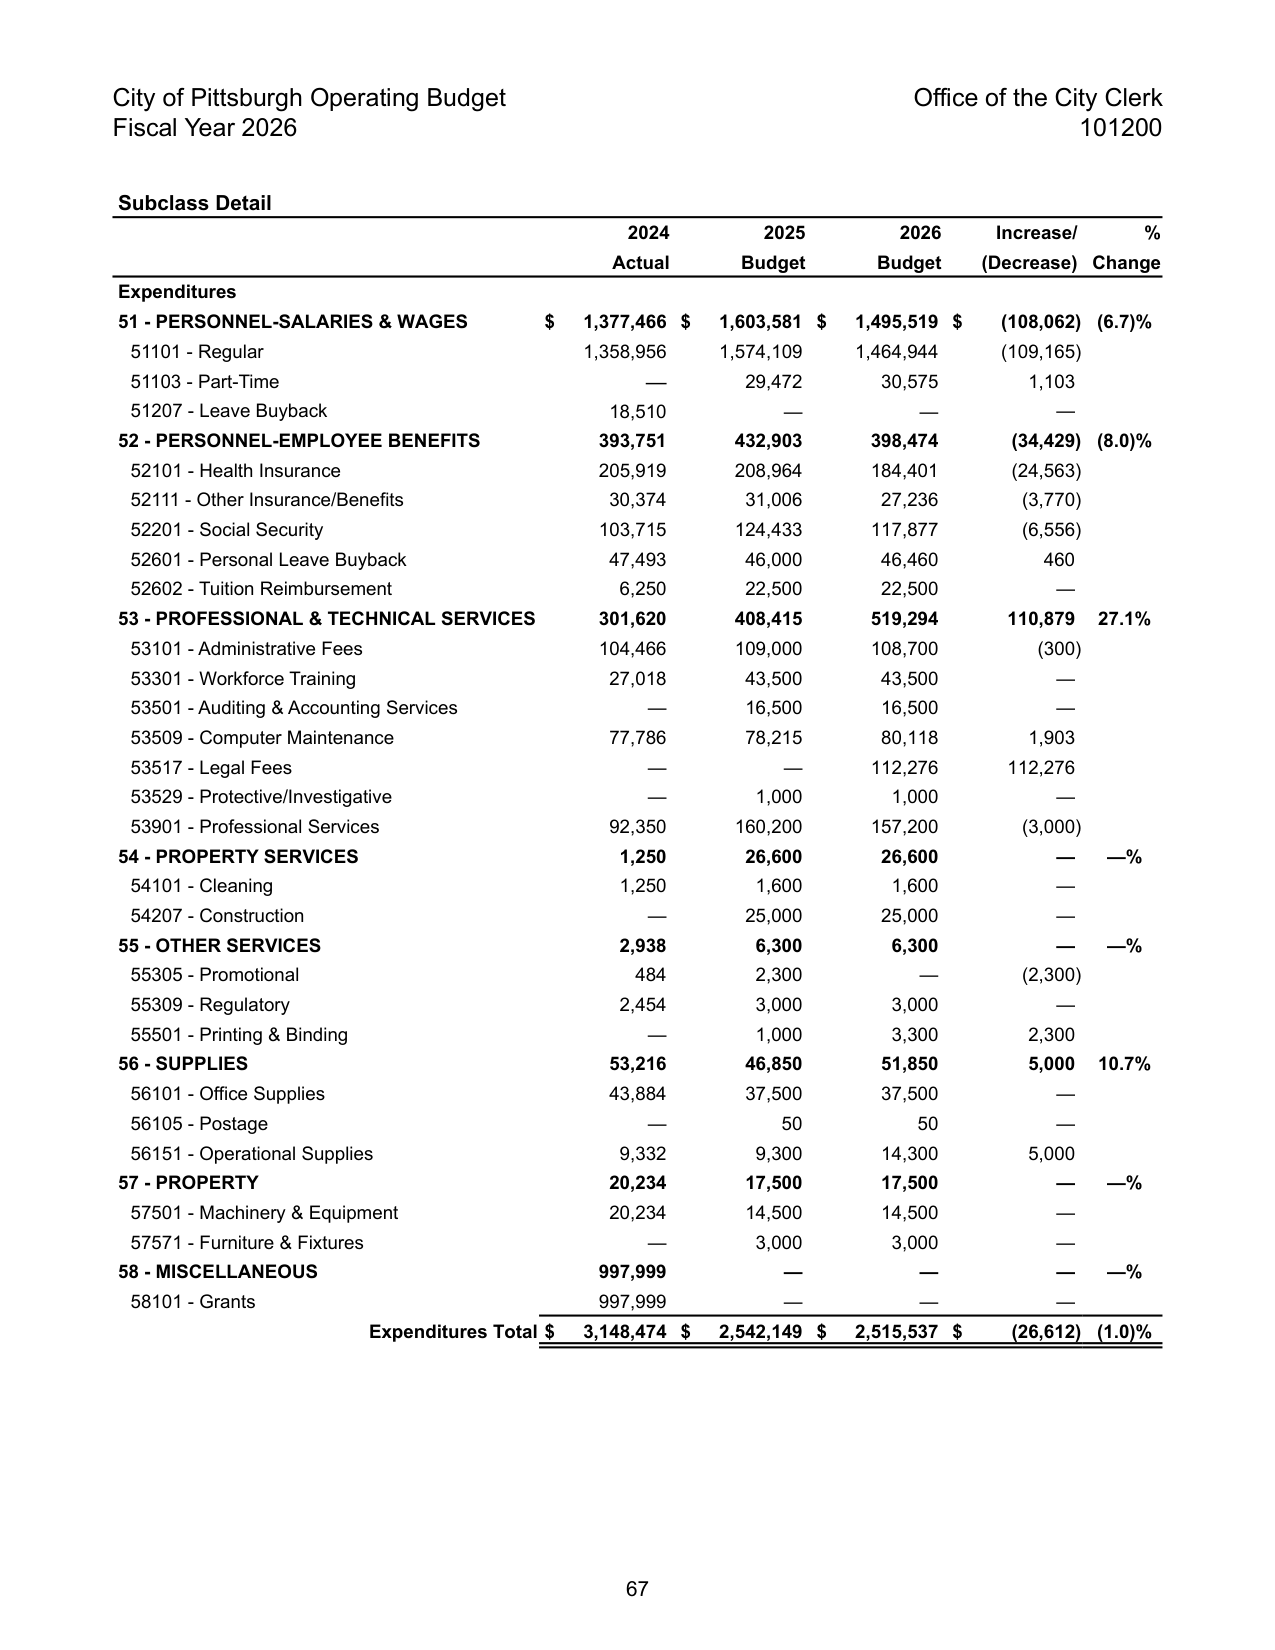 City of Pittsburgh Operating Budget Office of the City Clerk
Fiscal Year 2026 101200
Subclass Detail
2024 2025 2026 Increase/ %
Actual Budget Budget (Decrease) Change
Expenditures
51 - PERSONNEL-SALARIES & WAGES $ 1,377,466 $ 1,603,581 $ 1,495,519 $ (108,062) (6.7)%
51101 - Regular 1,358,956 1,574,109 1,464,944 (109,165)
51103 - Part-Time — 29,472 30,575 1,103
51207 - Leave Buyback 18,510 — — —
52 - PERSONNEL-EMPLOYEE BENEFITS 393,751 432,903 398,474 (34,429) (8.0)%
52101 - Health Insurance 205,919 208,964 184,401 (24,563)
52111 - Other Insurance/Benefits 30,374 31,006 27,236 (3,770)
52201 - Social Security 103,715 124,433 117,877 (6,556)
52601 - Personal Leave Buyback 47,493 46,000 46,460 460
52602 - Tuition Reimbursement 6,250 22,500 22,500 —
53 - PROFESSIONAL & TECHNICAL SERVICES 301,620 408,415 519,294 110,879 27.1%
53101 - Administrative Fees 104,466 109,000 108,700 (300)
53301 - Workforce Training 27,018 43,500 43,500 —
53501 - Auditing & Accounting Services — 16,500 16,500 —
53509 - Computer Maintenance 77,786 78,215 80,118 1,903
53517 - Legal Fees — — 112,276 112,276
53529 - Protective/Investigative — 1,000 1,000 —
53901 - Professional Services 92,350 160,200 157,200 (3,000)
54 - PROPERTY SERVICES 1,250 26,600 26,600 — —%
54101 - Cleaning 1,250 1,600 1,600 —
54207 - Construction — 25,000 25,000 —
55 - OTHER SERVICES 2,938 6,300 6,300 — —%
55305 - Promotional 484 2,300 — (2,300)
55309 - Regulatory 2,454 3,000 3,000 —
55501 - Printing & Binding — 1,000 3,300 2,300
56 - SUPPLIES 53,216 46,850 51,850 5,000 10.7%
56101 - Office Supplies 43,884 37,500 37,500 —
56105 - Postage — 50 50 —
56151 - Operational Supplies 9,332 9,300 14,300 5,000
57 - PROPERTY 20,234 17,500 17,500 — —%
57501 - Machinery & Equipment 20,234 14,500 14,500 —
57571 - Furniture & Fixtures — 3,000 3,000 —
58 - MISCELLANEOUS 997,999 — — — —%
58101 - Grants 997,999 — — —
Expenditures Total $ 3,148,474 $ 2,542,149 $ 2,515,537 $ (26,612) (1.0)%
67